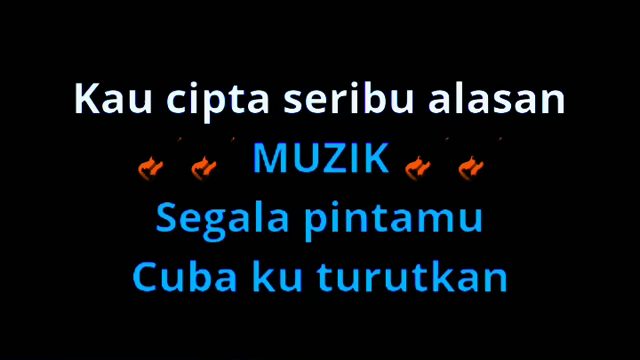 Kau cipta seribu alasan
MUZIK
Segala pintamu
Cuba ku turutkan